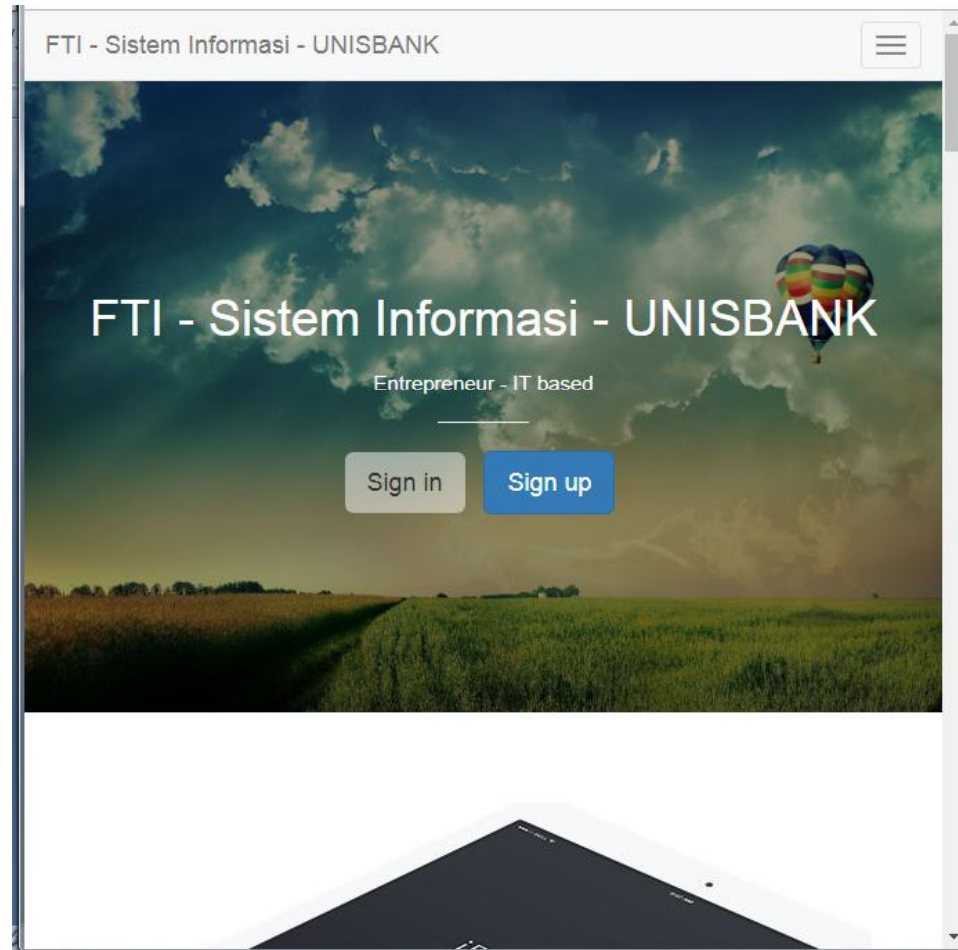 FTI - Sistem Informasi - UNISBANK
FTI - Sistem Informasi - UNISBANK
Entrepreneur - IT based
Sign in
Sign up